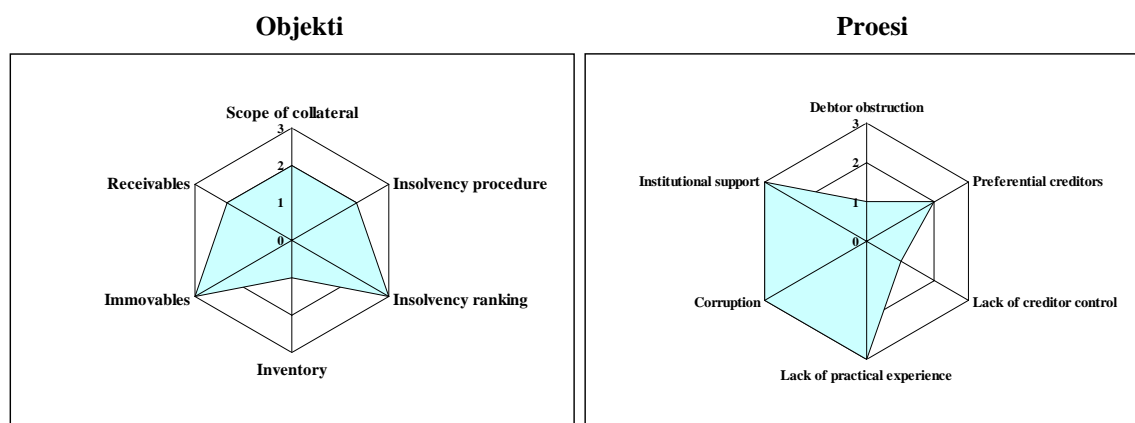 Objekti
Proesi
Scope of collateral
3
2
1
0
Receivables
Insolvency procedure
Immovables
Insolvency ranking
Inventory
Debtor obstruction
3
2
1
0
Institutional support
Preferential creditors
Corruption
Lack of creditor control
Lack of practical experience